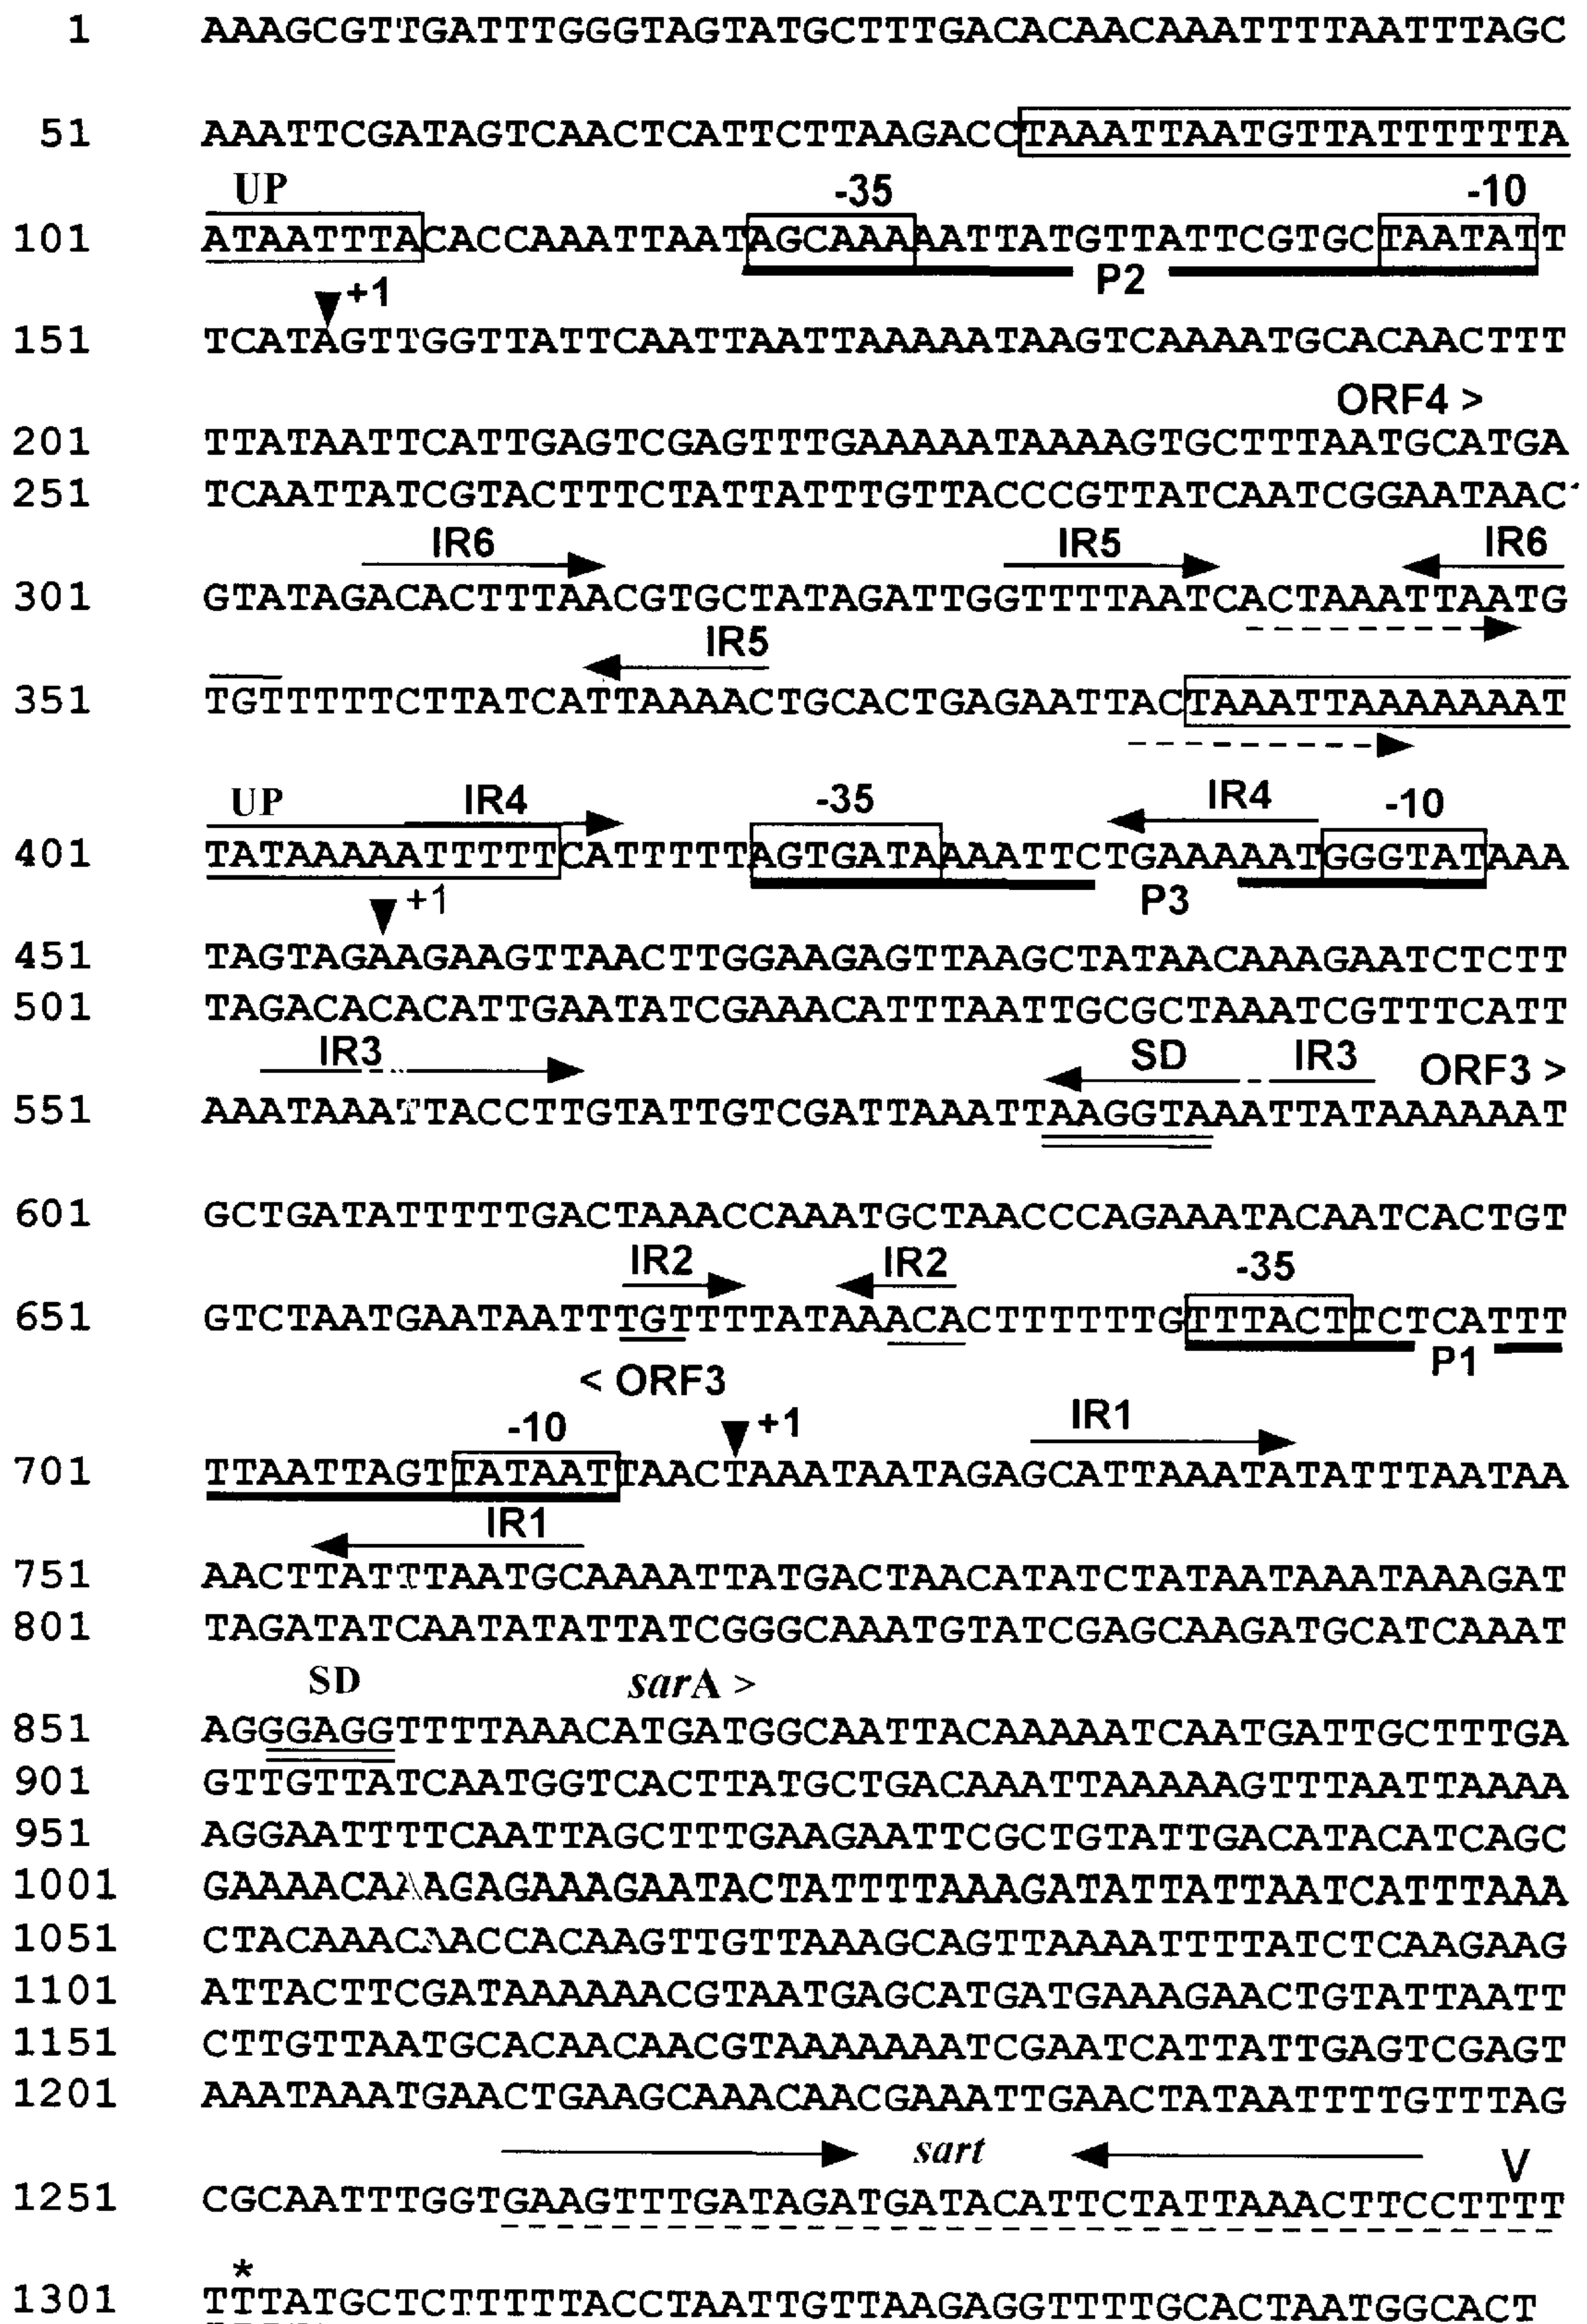 1 AAAGCGTTGATTTGGGTAGTATGCTTTGACACAACAAATTTTAATTTAGC
51 AAATTCGATAGTCAACTCATTCTTAAGACCTAAATTAATGTTATTTTTTTA
UP -35 -10
101 ATAATTTACACCAAATTAATAGCAAAAATTATGTTATTCGTGCTAATATT
P2
+1
151 TCATAGTTGGTTATTCAATTAATTAAAAATAAGTCAAAATGCACAACTTT
ORF4 >
201 TTATAATTCATTGAGTCGAGTTTGAAAAATAAAAGTGCTTTAATGCATGA
251 TCAATTATCGTACTTTCTATTATTTGTTACCCGTTATCAATCGGAATAAC
IR6 IR5 IR6
301 GTATAGACACTTTAACGTGCTATAGATTGGTTTTAATCACTAAATTAATG
IR5
351 TGTTTTTCTTATCATTAAAACTGCACTGAGAATTACTAAATTAAAAAAAT
UP IR4 -35 IR4 -10
401 TATAAAAATTTTTCATTTTTAGTGATAAAATTCTGAAAAATGGGTATAAA
P3
+1
451 TAGTAGAAGAAGTTAACTTGGAAGAGTTAAGCTATAACAAAGAATCTCTT
501 TAGACACACATTGAATATCGAAACATTTAATTGCGCTAAATCGTTTCATT
IR3 SD IR3 ORF3 >
551 AAATAAATTACCTTGTATTGTCGATTAAATTAAGGTAAATTATAAAAAAT
601 GCTGATATTTTTGACTAAACCAAATGCTAACCCAGAAATACAATCACTGT
IR2 IR2 -35
651 GTCTAATGAATAATTTGTTTTATAAACACTTTTTTGTTTACTTCTCATTT
P1
< ORF3
-10 +1 IR1
701 TTAATTAGTTATAATTAACTAAATAATAGAGCATTAAATATATTTAATAA
IR1
751 AACTTATTTAATGCAAAATTATGACTAACATATCTATAATAAATAAAGAT
801 TAGATATCAATATATTATCGGGCAAATGTATCGAGCAAGATGCATCAAAT
SD sarA >
851 AGGGAGGTTTTAAACATGATGGCAATTACAAAAATCAATGATTGCTTTGA
901 GTTGTTATCAATGGTCACTTATGCTGACAAATTAAAAAGTTTAATTAAAA
951 AGGAATTTTCAATTAGCTTTGAAGAATTCGCTGTATTGACATACATCAGC
1001 GAAAACAAAGAGAAAGAATACTATTTTAAAGATATTATTAATCATTTAAA
1051 CTACAAACAACCACAAGTTGTTAAAGCAGTTAAAATTTTATCTCAAGAAG
1101 ATTACTTCGATAAAAAACGTAATGAGCATGATGAAAGAACTGTATTAATT
1151 CTTGTTAATGCACAACAACGTAAAAAAATCGAATCATTATTGAGTCGAGT
1201 AAATAAATGAACTGAAGCAAACAACGAAATTGAACTATAATTTTGTTTAG
sart V
1251 CGCAATTTGGTGAAGTTTGATAGATGATACATTCTATTAAACTTCCTTTT
*
1301 TTTATGCTCTTTTTACCTAATTGTTAAGAGGTTTTGCACTAATGGCACT